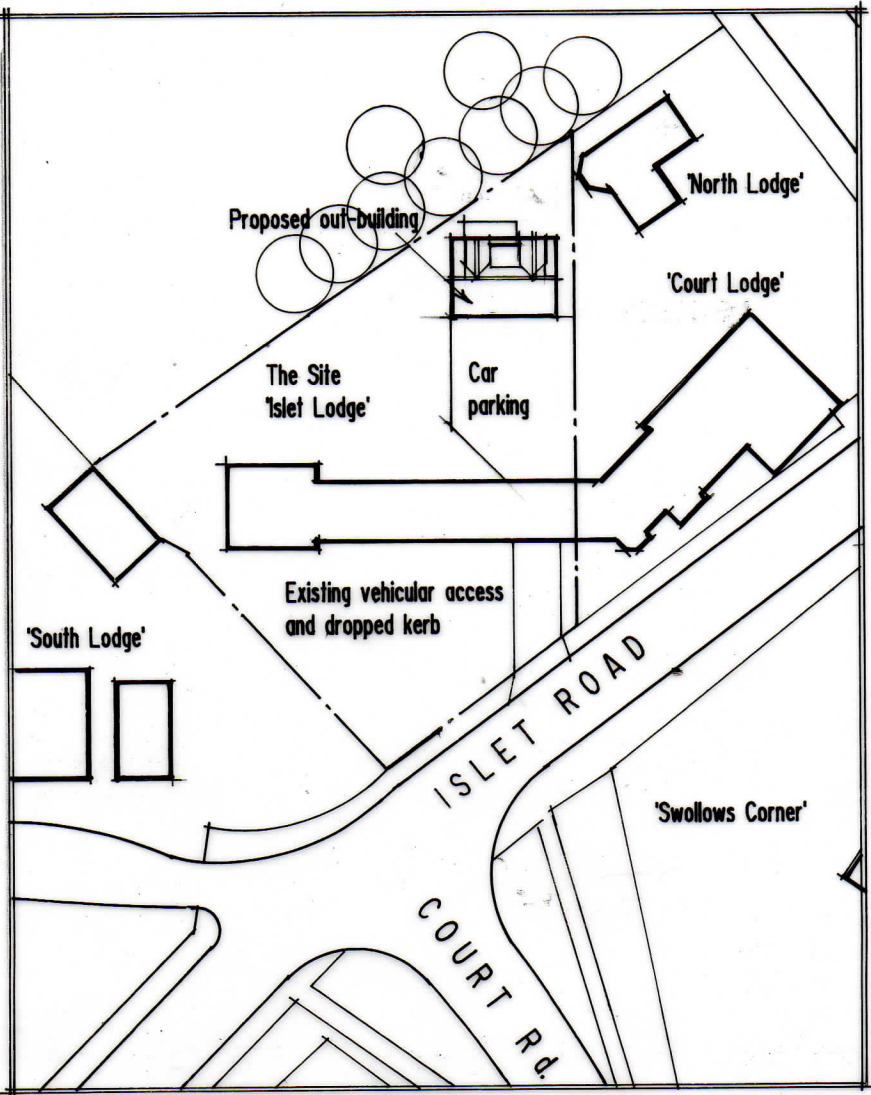 'North Lodge'
Proposed out-building
'Court Lodge'
The Site
'Islet Lodge'
Car
parking
Existing vehicular access
and dropped kerb
'South Lodge'
ISLET ROAD
'Swollows Corner'
COURT Rd.